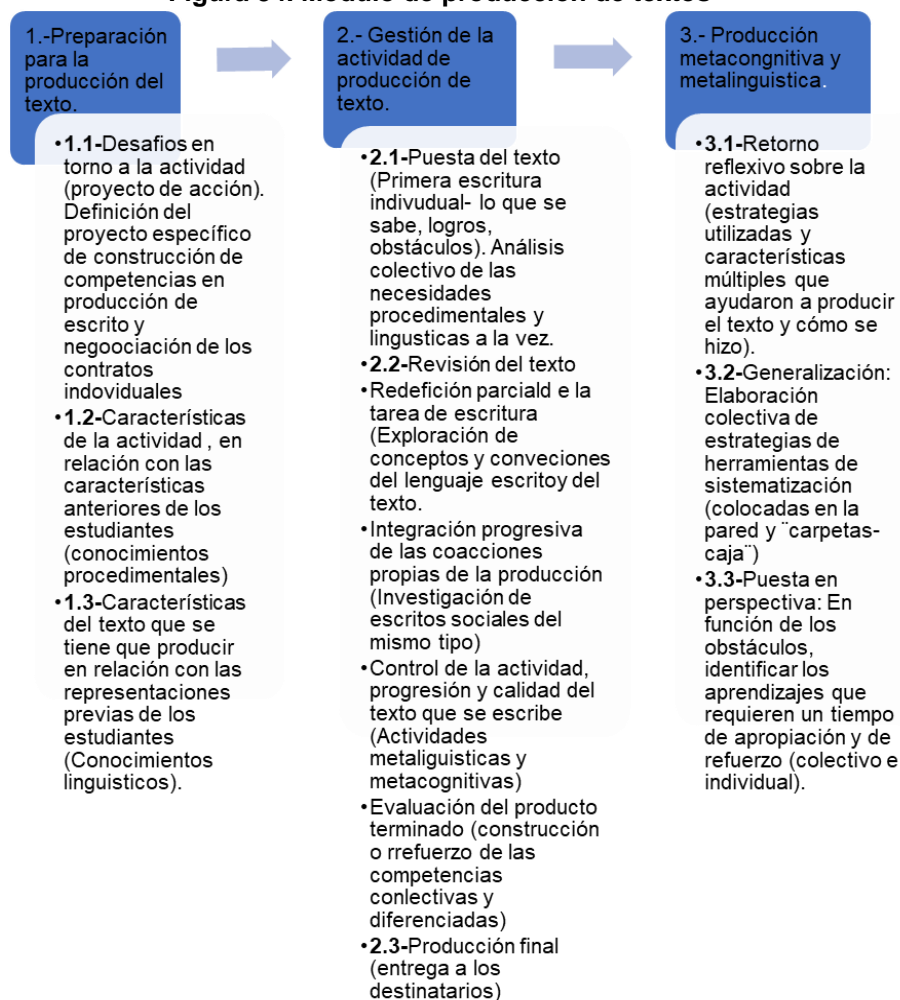 1.-Preparación
para la
producción del
texto.
•1.1-Desafios en
torno a la actividad
(proyecto de acción).
Definición del
proyecto específico
de construcción de
competencias en
producción de
escrito y
negoociación de los
contratos
indoviduales
•1.2-Características
de la actividad , en
relación con las
características
anteriores de los
estudiantes
(conocimientos
procedimentales)
•1.3-Características
del texto que se
tiene que producir
en relación con las
representaciones
previas de los
estudiantes
(Conocimientos
linguisticos).
2.- Gestión de la
actividad de
producción de
texto.
•2.1-Puesta del texto
(Primera escritura
indivudual- lo que se
sabe, logros,
obstáculos). Análisis
colectivo de las
necesidades
procedimentales y
lingusticas a la vez.
•2.2-Revisión del texto
•Redefición parciald e la
tarea de escritura
(Exploración de
conceptos y conveciones
del lenguaje escritoy del
texto.
•Integración progresiva
de las coacciones
propias de la producción
(Investigación de
escritos sociales del
mismo tipo)
•Control de la actividad,
progresión y calidad del
texto que se escribe
(Actividades
metaliguisticas y
metacognitivas)
•Evaluación del producto
terminado (construcción
o rrefuerzo de las
competencias
conlectivas y
diferenciadas)
•2.3-Producción final
(entrega a los
destinatarios)
3.- Producción
metacongnitiva y
metalinguistica.
•3.1-Retorno
reflexivo sobre la
actividad
(estrategias
utilizadas y
características
múltiples que
ayudaron a producir
el texto y cómo se
hizo).
•3.2-Generalización:
Elaboración
colectiva de
estrategias de
herramientas de
sistematización
(colocadas en la
pared y ¨carpetas-
caja¨)
•3.3-Puesta en
perspectiva: En
función de los
obstáculos,
identificar los
aprendizajes que
requieren un tiempo
de apropiación y de
refuerzo (colectivo e
individual).